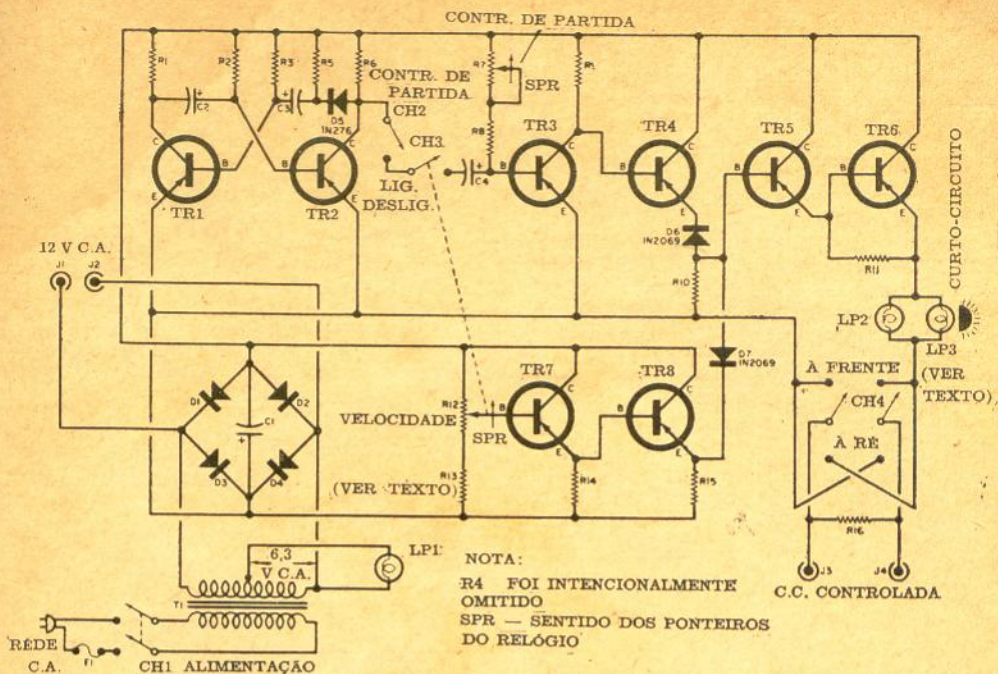 CONTR. DE PARTIDA
R1
R2
R3
R5
R6
R7
SPR
CONTR. DE
PARTIDA
CH2
C2
C3
D5
1N276
R8
CH3
C4
LIG.
DESLIG.
C
B
E
TR1
C
B
E
TR2
TR3
C
B
E
TR4
C
B
E
TR5
C
B
E
TR6
C
B
E
D6
1N2069
R10
R11
CURTO-CIRCUITO
12 V C.A.
J1
J2
LP2
LP3
(VER
TEXTO)
D7
1N2069
À FRENTE
CH4
À RÉ
TR7
C
B
E
TR8
C
B
E
D1
D2
C1
D3
D4
R12
VELOCIDADE
SPR
R13
(VER TEXTO)
R14
R15
R16
J3
J4
C.C. CONTROLADA
6,3
V C.A.
LP1
T1
RÊDE
C.A.
F1
CH1 ALIMENTAÇÃO
NOTA:
R4 FOI INTENCIONALMENTE
OMITIDO
SPR — SENTIDO DOS PONTEIROS
DO RELÓGIO